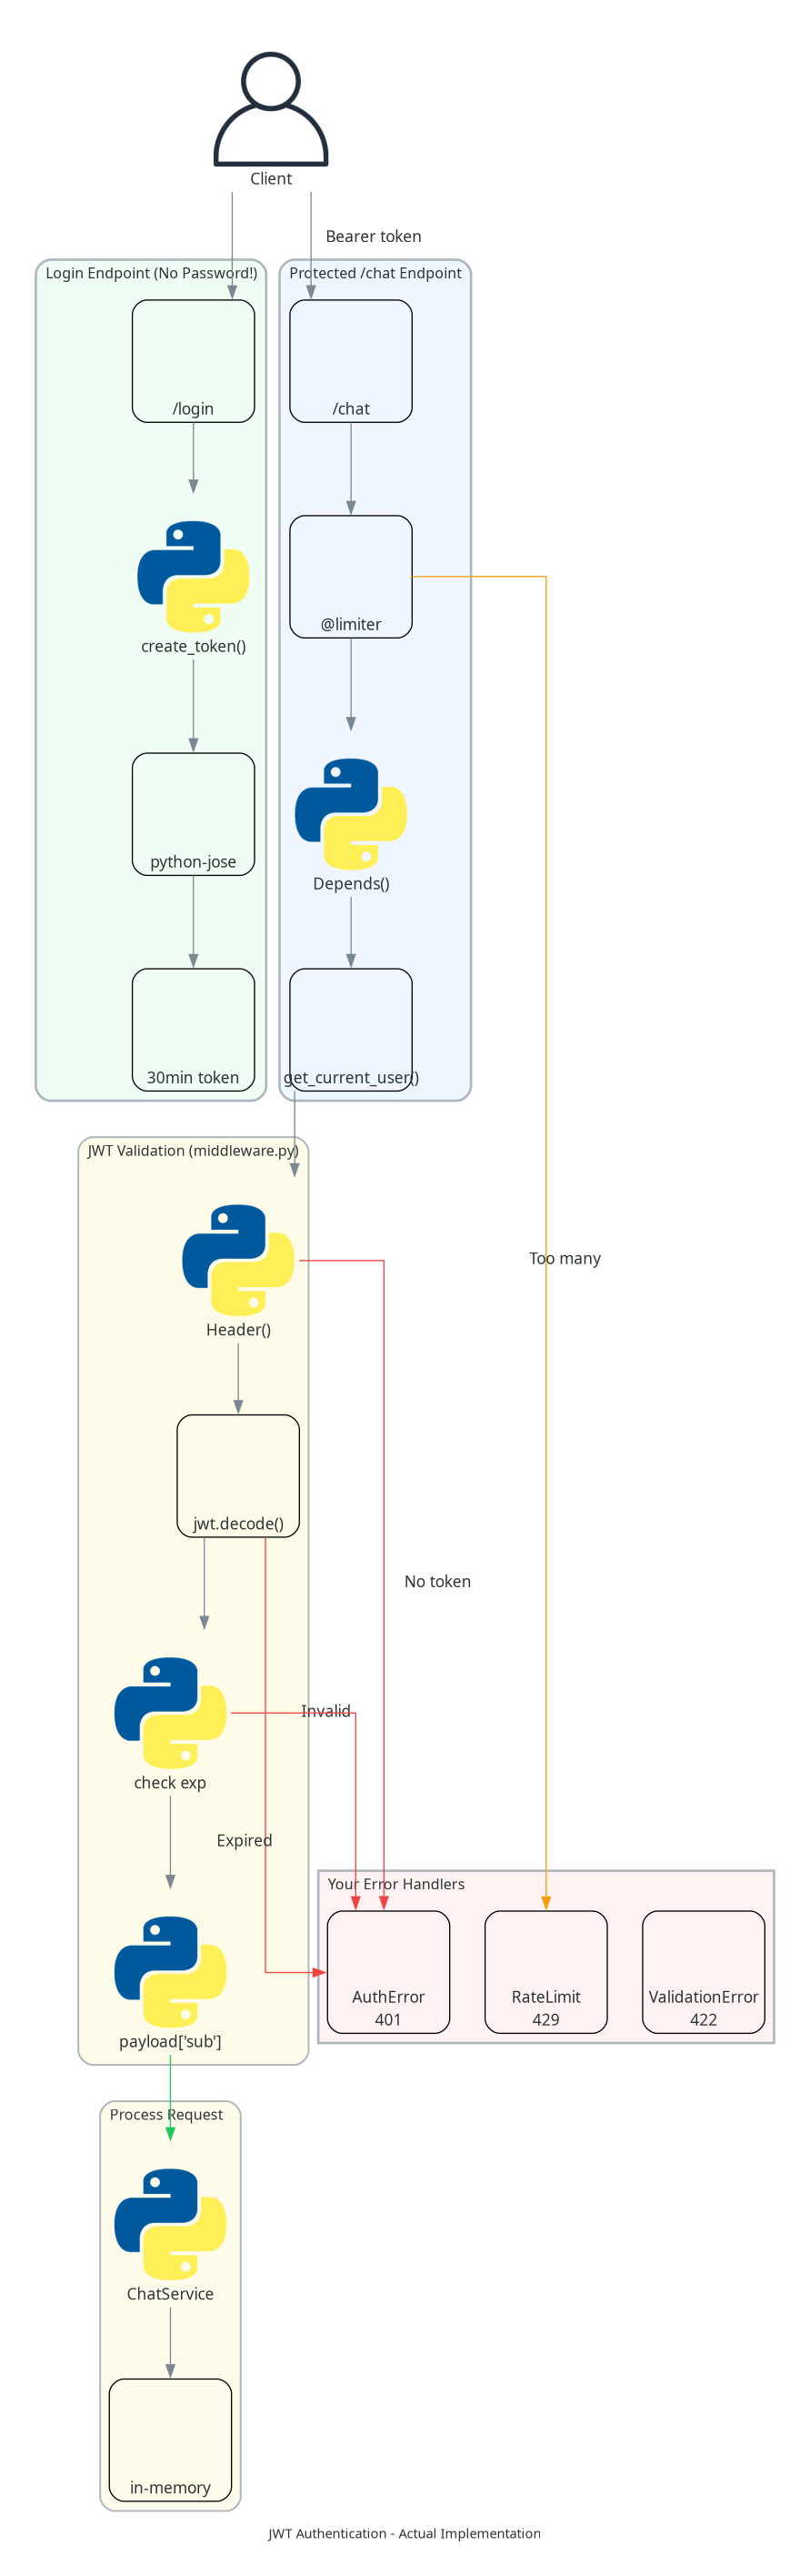 Client
Bearer token
Login Endpoint (No Password!)
Protected /chat Endpoint
/login
/chat
@limiter
create_token()
python-jose
Depends()
30min token
get_current_user()
JWT Validation (middleware.py)
Too many
Header()
jwt.decode()
No token
Invalid
check exp
Expired
Your Error Handlers
AuthError
401
RateLimit
429
ValidationError
422
payload['sub']
Process Request
ChatService
in-memory
JWT Authentication - Actual Implementation